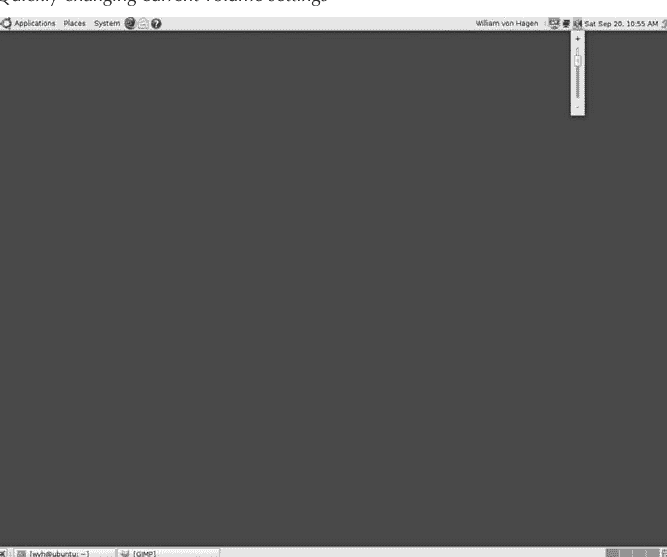 Quickly changing current volume settings
Applications Places System
William von Hagen
Sat Sep 20, 10:55 AM
+
-
[wvh@ubuntu: ~]
[GIMP]